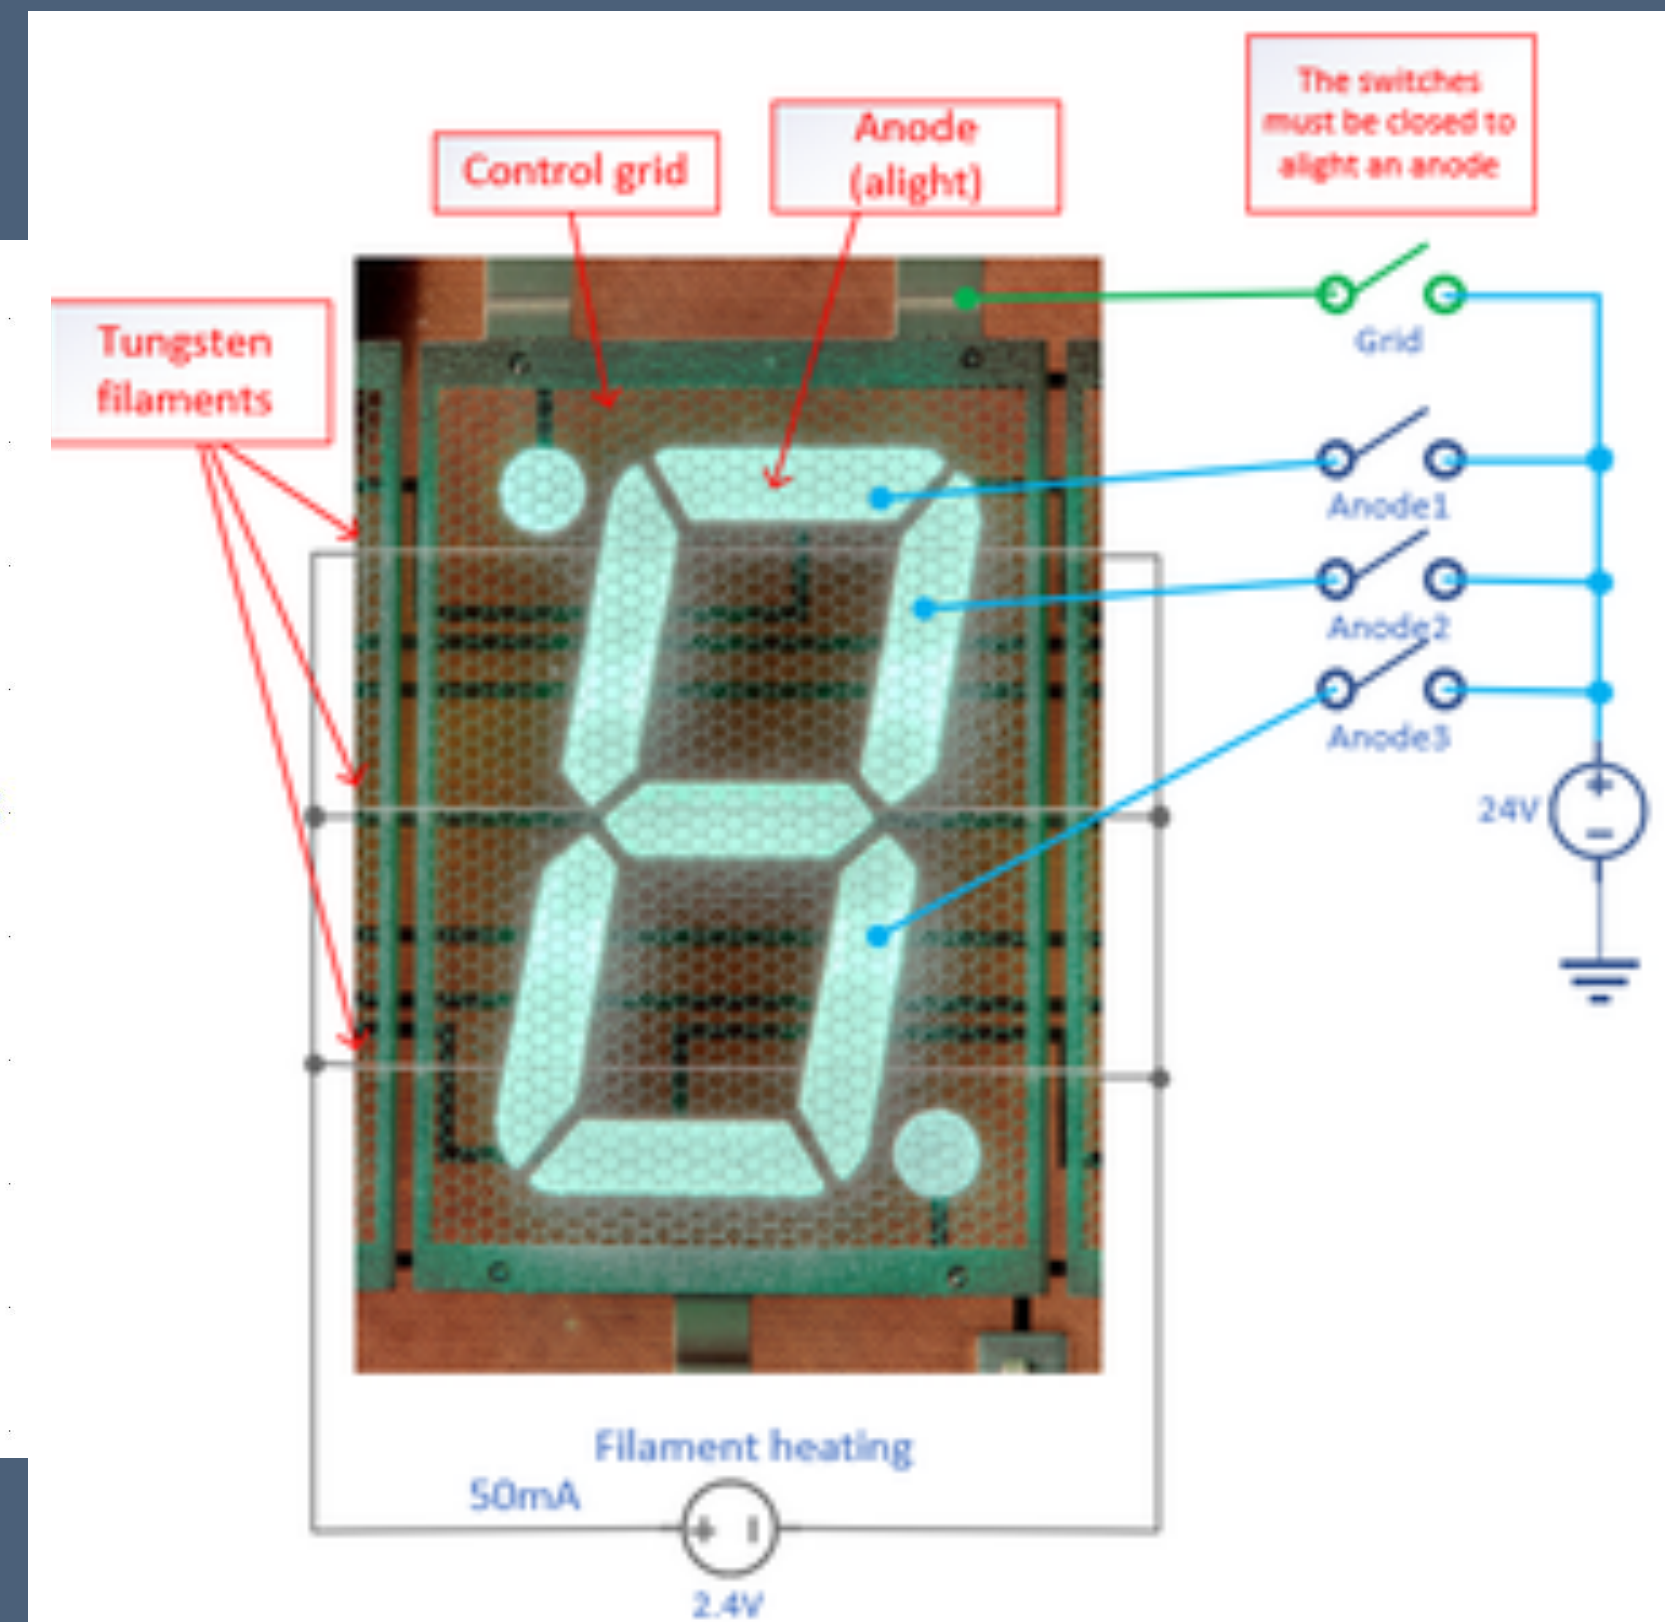 The switches
must be closed to
alight an anode
Anode
(alight)
Control grid
Tungsten
filaments
Grid
Anode1
Anode2
Anode3
24V
+
−
Filament heating
50mA
+ −
2.4V